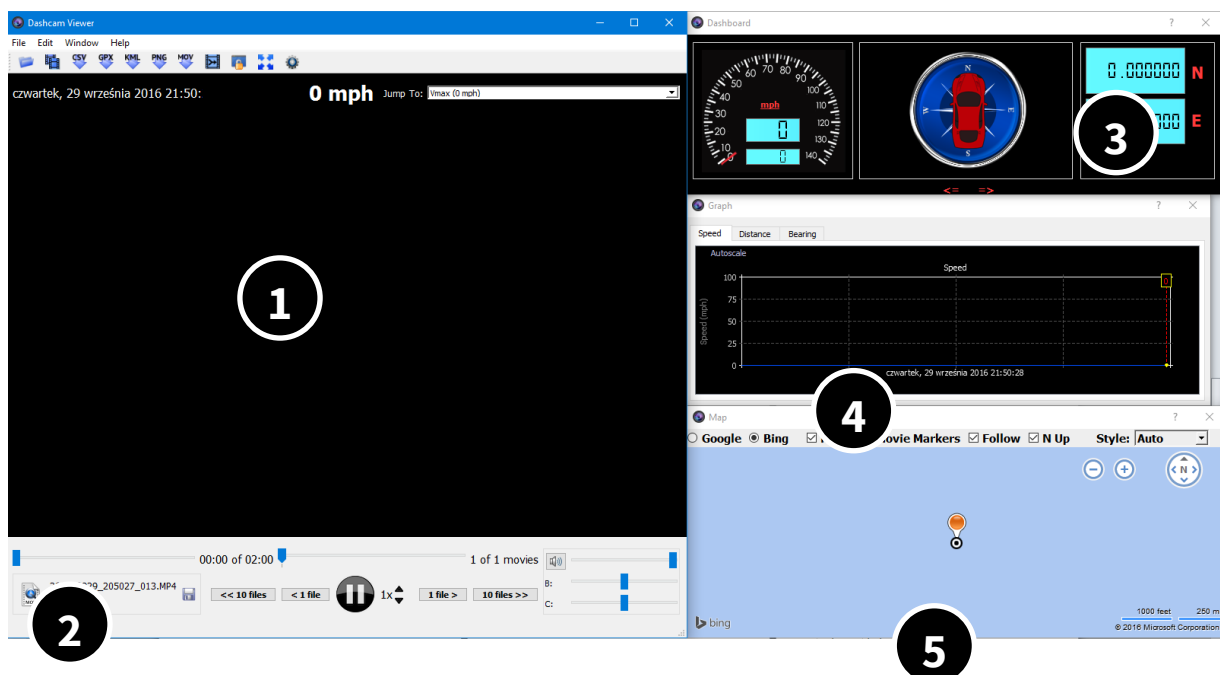 Dashcam Viewer
File Edit Window Help
CSV GPX KML PNG MOV
czwartek, 29 września 2016 21:50:
0 mph Jump To: Vmax (0 mph)
1
00:00 of 02:00
1 of 1 movies
205027_013.MP4
<< 10 files < 1 file 1x 1 file > 10 files >>
B:
C:
2
Dashboard
0 10 20 30 40 50 60 70 80 90 100 110 120 130 140
mph
0
0
N
E
S
W
0.000000 N
000 E
3
<= =>
Graph
Speed Distance Bearing
Autoscale
Speed
100
75
50
25
0
Speed (mph)
0
czwartek, 29 września 2016 21:50:28
4
Map
Google Bing Markers Follow N Up Style: Auto
N
bing
1000 feet 250 m
© 2016 Microsoft Corporation
5